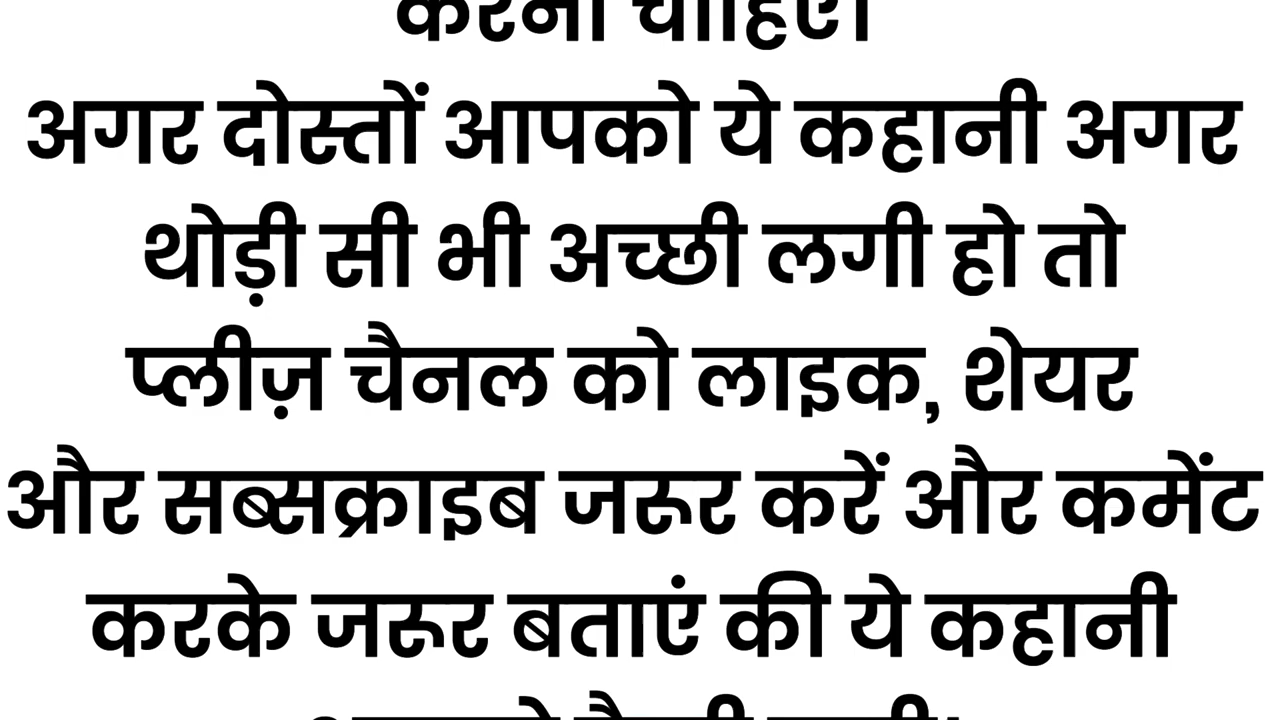 करना चाहिए।
अगर दोस्तों आपको ये कहानी अगर
थोड़ी सी भी अच्छी लगी हो तो
प्लीज़ चैनल को लाइक, शेयर
और सब्सक्राइब जरूर करें और कमेंट
करके जरूर बताएं की ये कहानी